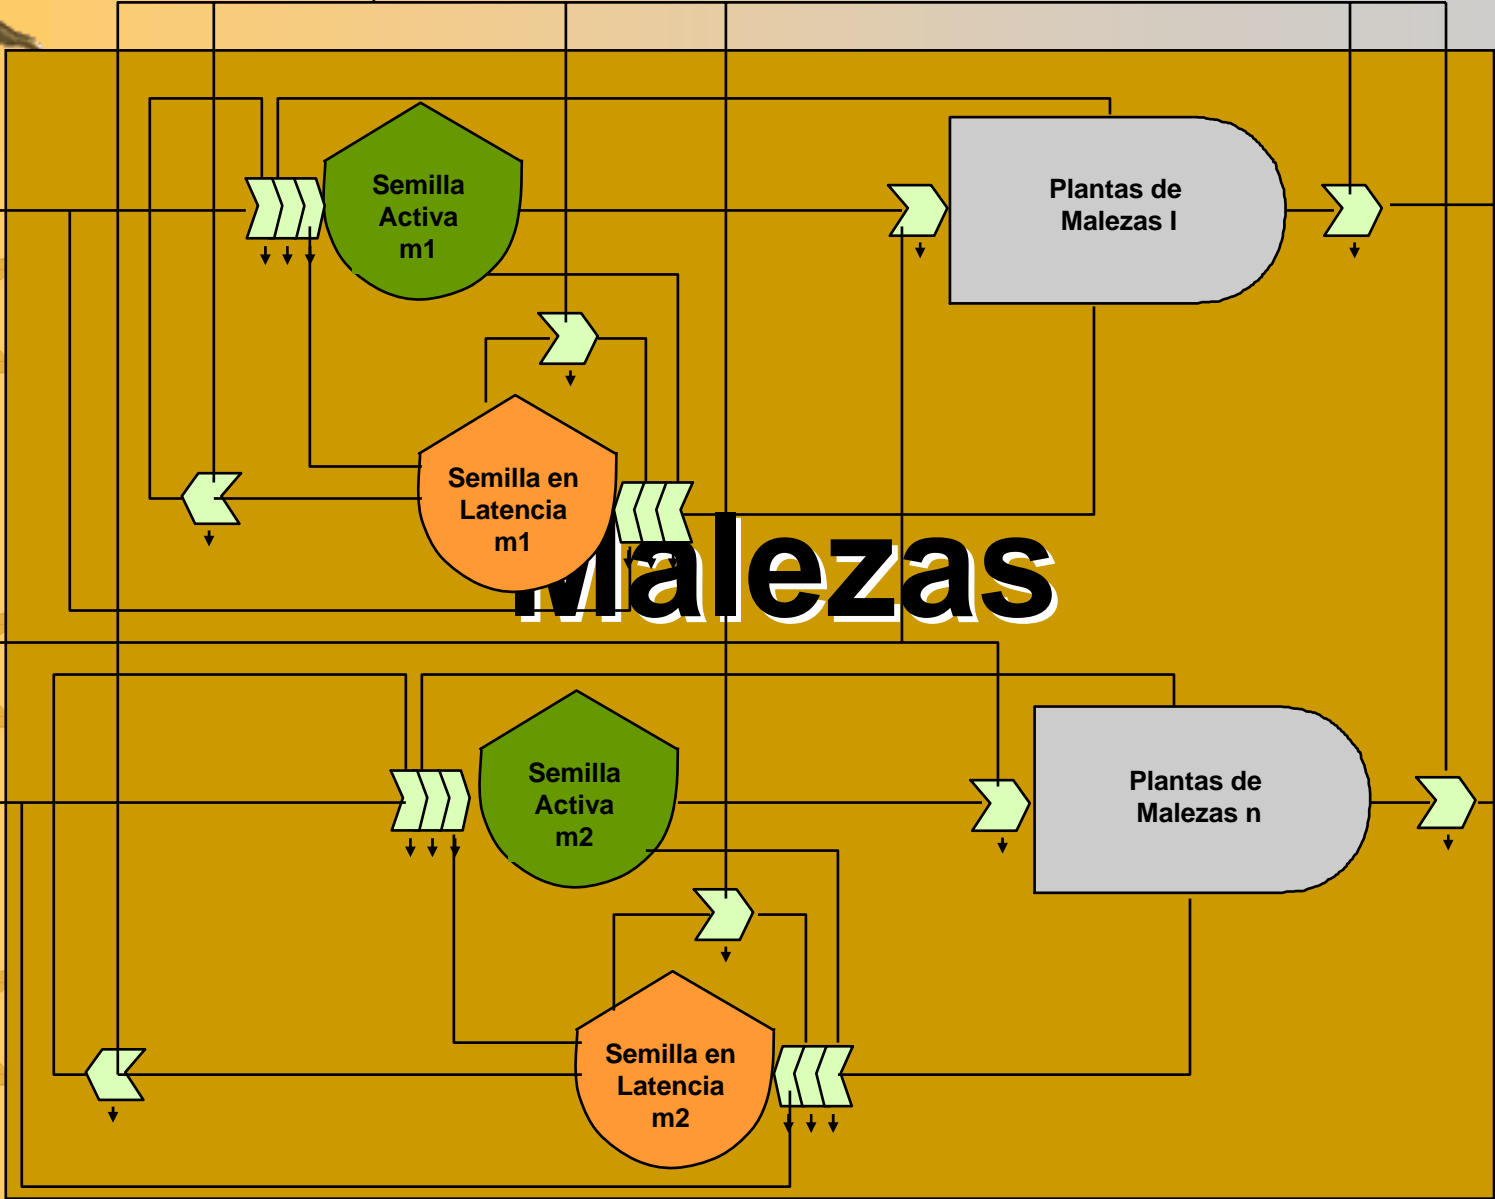 Semilla
Activa
m1
Plantas de
Malezas I
Semilla en
Latencia
m1
Malezas
Semilla
Activa
m2
Plantas de
Malezas n
Semilla en
Latencia
m2